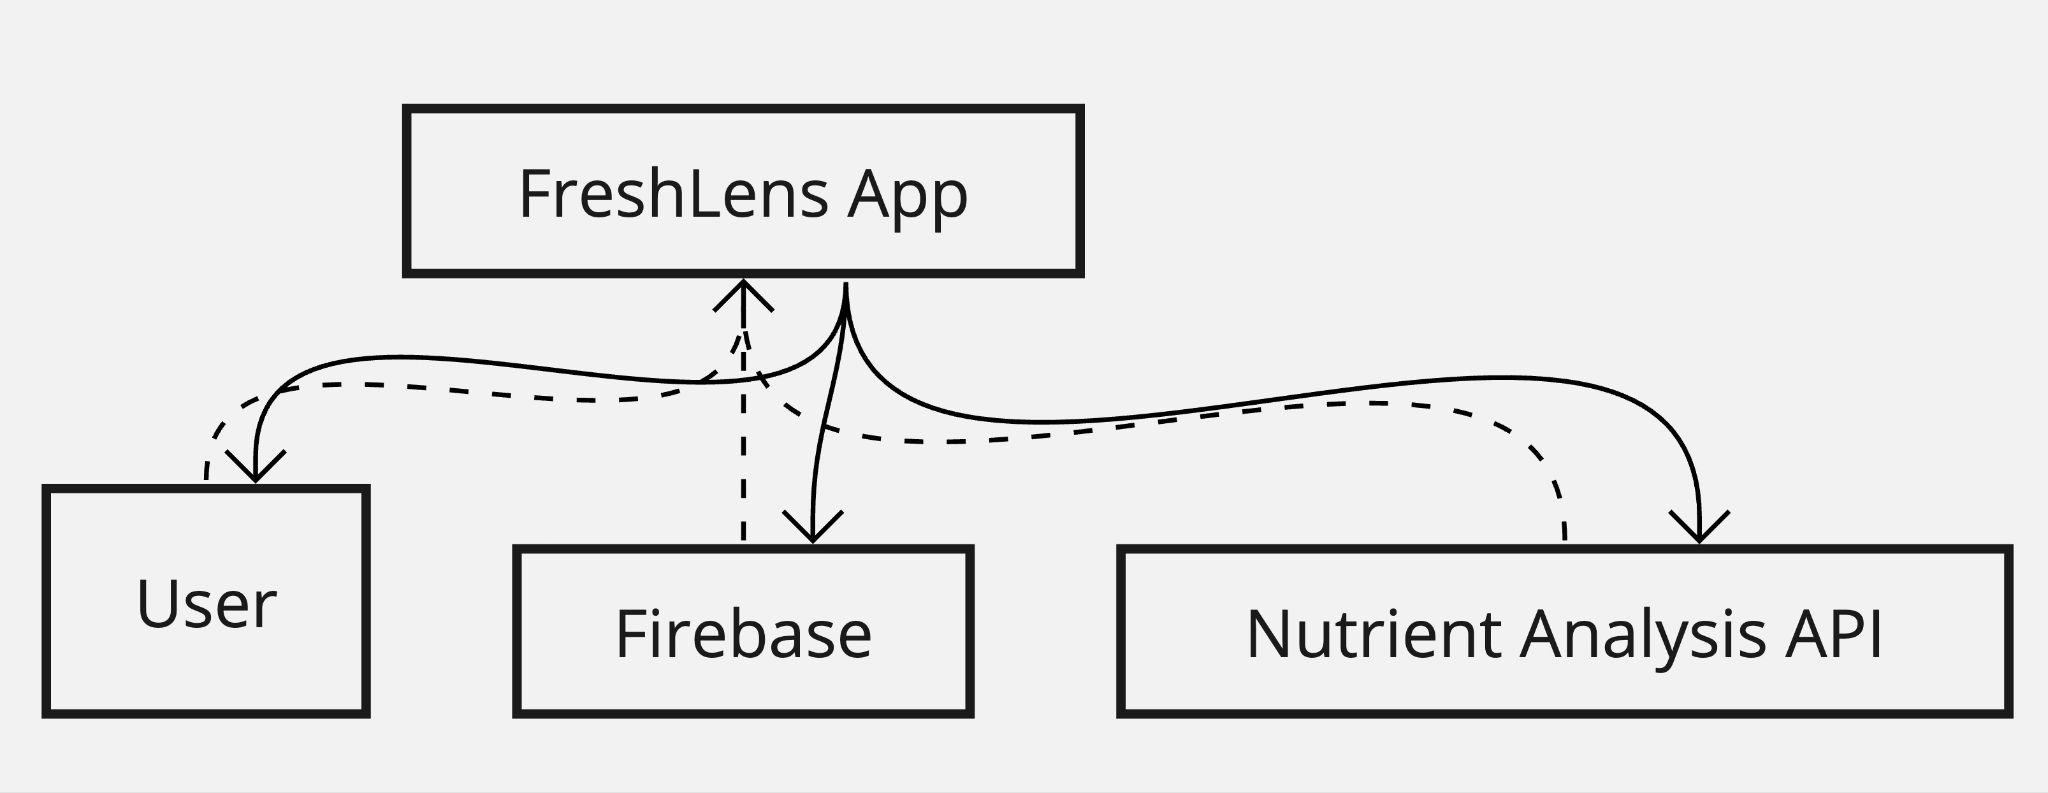 FreshLens App
User
Firebase
Nutrient Analysis API